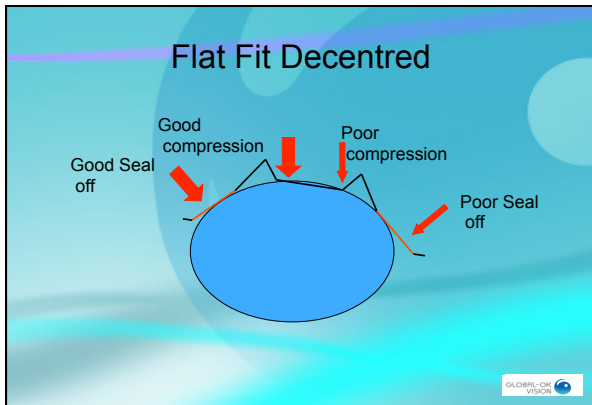 Flat Fit Decentred
Good
compression
Poor
compression
Good Seal
off
Poor Seal
off
GLOBAL-OK
VISION